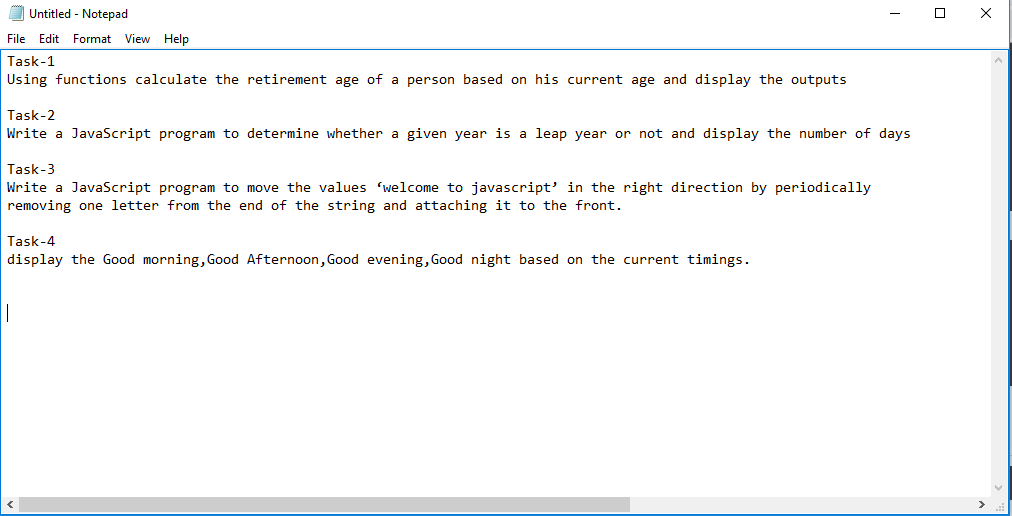 Untitled - Notepad
File Edit Format View Help
Task-1
Using functions calculate the retirement age of a person based on his current age and display the outputs
Task-2
Write a JavaScript program to determine whether a given year is a leap year or not and display the number of days
Task-3
Write a JavaScript program to move the values ‘welcome to javascript’ in the right direction by periodically
removing one letter from the end of the string and attaching it to the front.
Task-4
display the Good morning,Good Afternoon,Good evening,Good night based on the current timings.